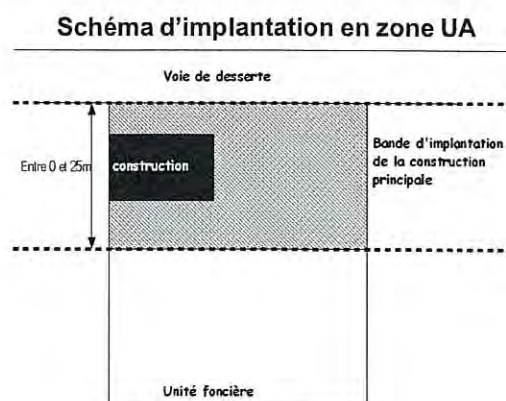 Schéma d'implantation en zone UA
Voie de desserte
Entre 0 et 25m
construction
Bande d'implantation
de la construction
principale
Unité foncière